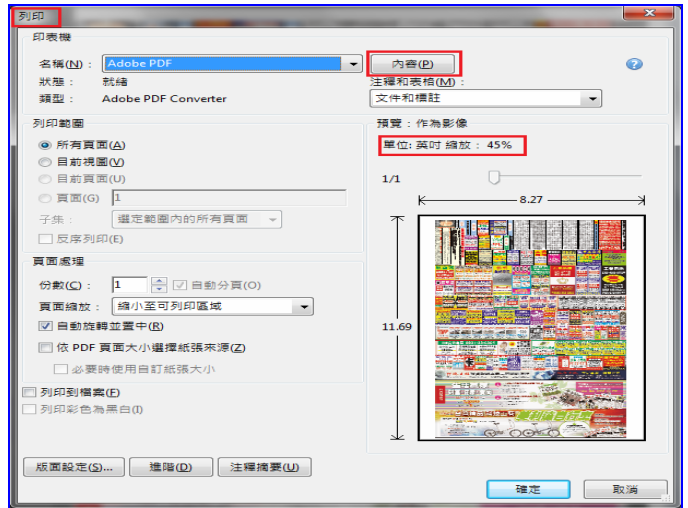 列印
印表機
名稱(N)： Adobe PDF 內容(P)
狀態： 就緒 注釋和表格(M)：
類型： Adobe PDF Converter 文件和標註
列印範圍
所有頁面(A)
目前視圖(V)
目前頁面(U)
頁面(G) 1
子集： 選定範圍內的所有頁面
反序列印(E)
頁面處理
份數(C)： 1 自動分頁(O)
頁面縮放： 縮小至可列印區域
自動旋轉並置中(R)
依 PDF 頁面大小選擇紙張來源(Z)
必要時使用自訂紙張大小
列印到檔案(F)
列印彩色為黑白(I)
預覽：作為影像
單位: 英吋 縮放： 45%
1/1
8.27
11.69
版面設定(S)... 進階(D) 注釋摘要(U)
確定 取消